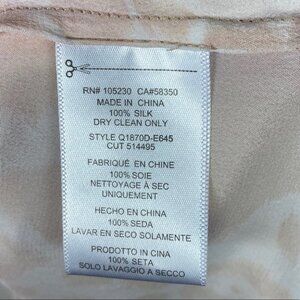 RN# 105230 CA#58350
MADE IN CHINA
100% SILK
DRY CLEAN ONLY
STYLE Q1870D-E645
CUT 514495
FABRIQUÉ EN CHINE
100% SOIE
NETTOYAGE À SEC
UNIQUEMENT
HECHO EN CHINA
100% SEDA
LAVAR EN SECO SOLAMENTE
PRODOTTO IN CINA
100% SETA
SOLO LAVAGGIO A SECCO